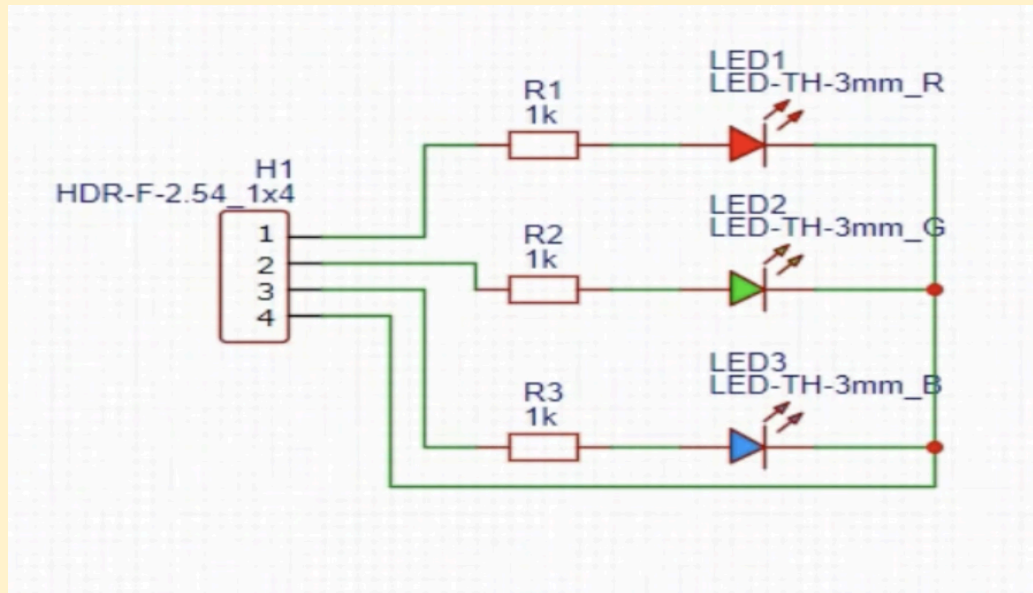 LED1
LED-TH-3mm_R
R1
1k
H1
HDR-F-2.54_1x4
1
2
3
4
LED2
LED-TH-3mm_G
R2
1k
LED3
LED-TH-3mm_B
R3
1k